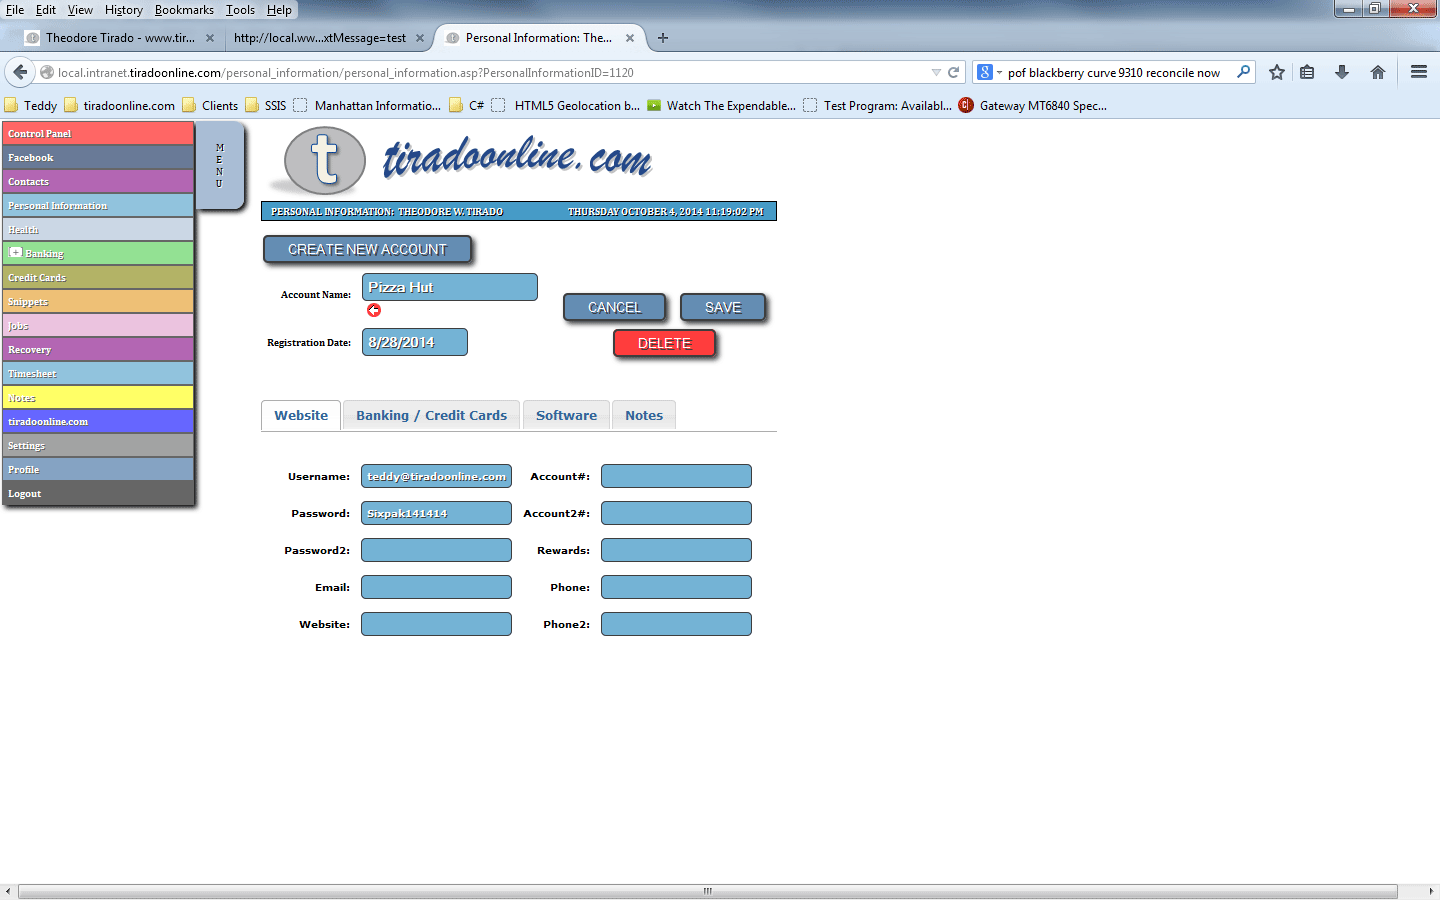 File Edit View History Bookmarks Tools Help
Theodore Tirado - www.tir... http://local.ww...xtMessage=test Personal Information: The...
local.intranet.tiradoonline.com/personal_information/personal_information.asp?PersonalInformationID=1120 pof blackberry curve 9310 reconcile now
Teddy tiradoonline.com Clients SSIS Manhattan Informatio... C# HTML5 Geolocation b... Watch The Expendable... Test Program: Availabl... Gateway MT6840 Spec...
Control Panel
Facebook
Contacts
Personal Information
Health
Banking
Credit Cards
Snippets
Jobs
Recovery
Timesheet
Notes
tiradoonline.com
Settings
Profile
Logout
MENU
t tiradoonline.com
PERSONAL INFORMATION: THEODORE W. TIRADO THURSDAY OCTOBER 4, 2014 11:19:02 PM
CREATE NEW ACCOUNT
Account Name: Pizza Hut
CANCEL SAVE
Registration Date: 8/28/2014
DELETE
Website Banking / Credit Cards Software Notes
Username: teddy@tiradoonline.com Account#:
Password: Sixpak141414 Account2#:
Password2: Rewards:
Email: Phone:
Website: Phone2: